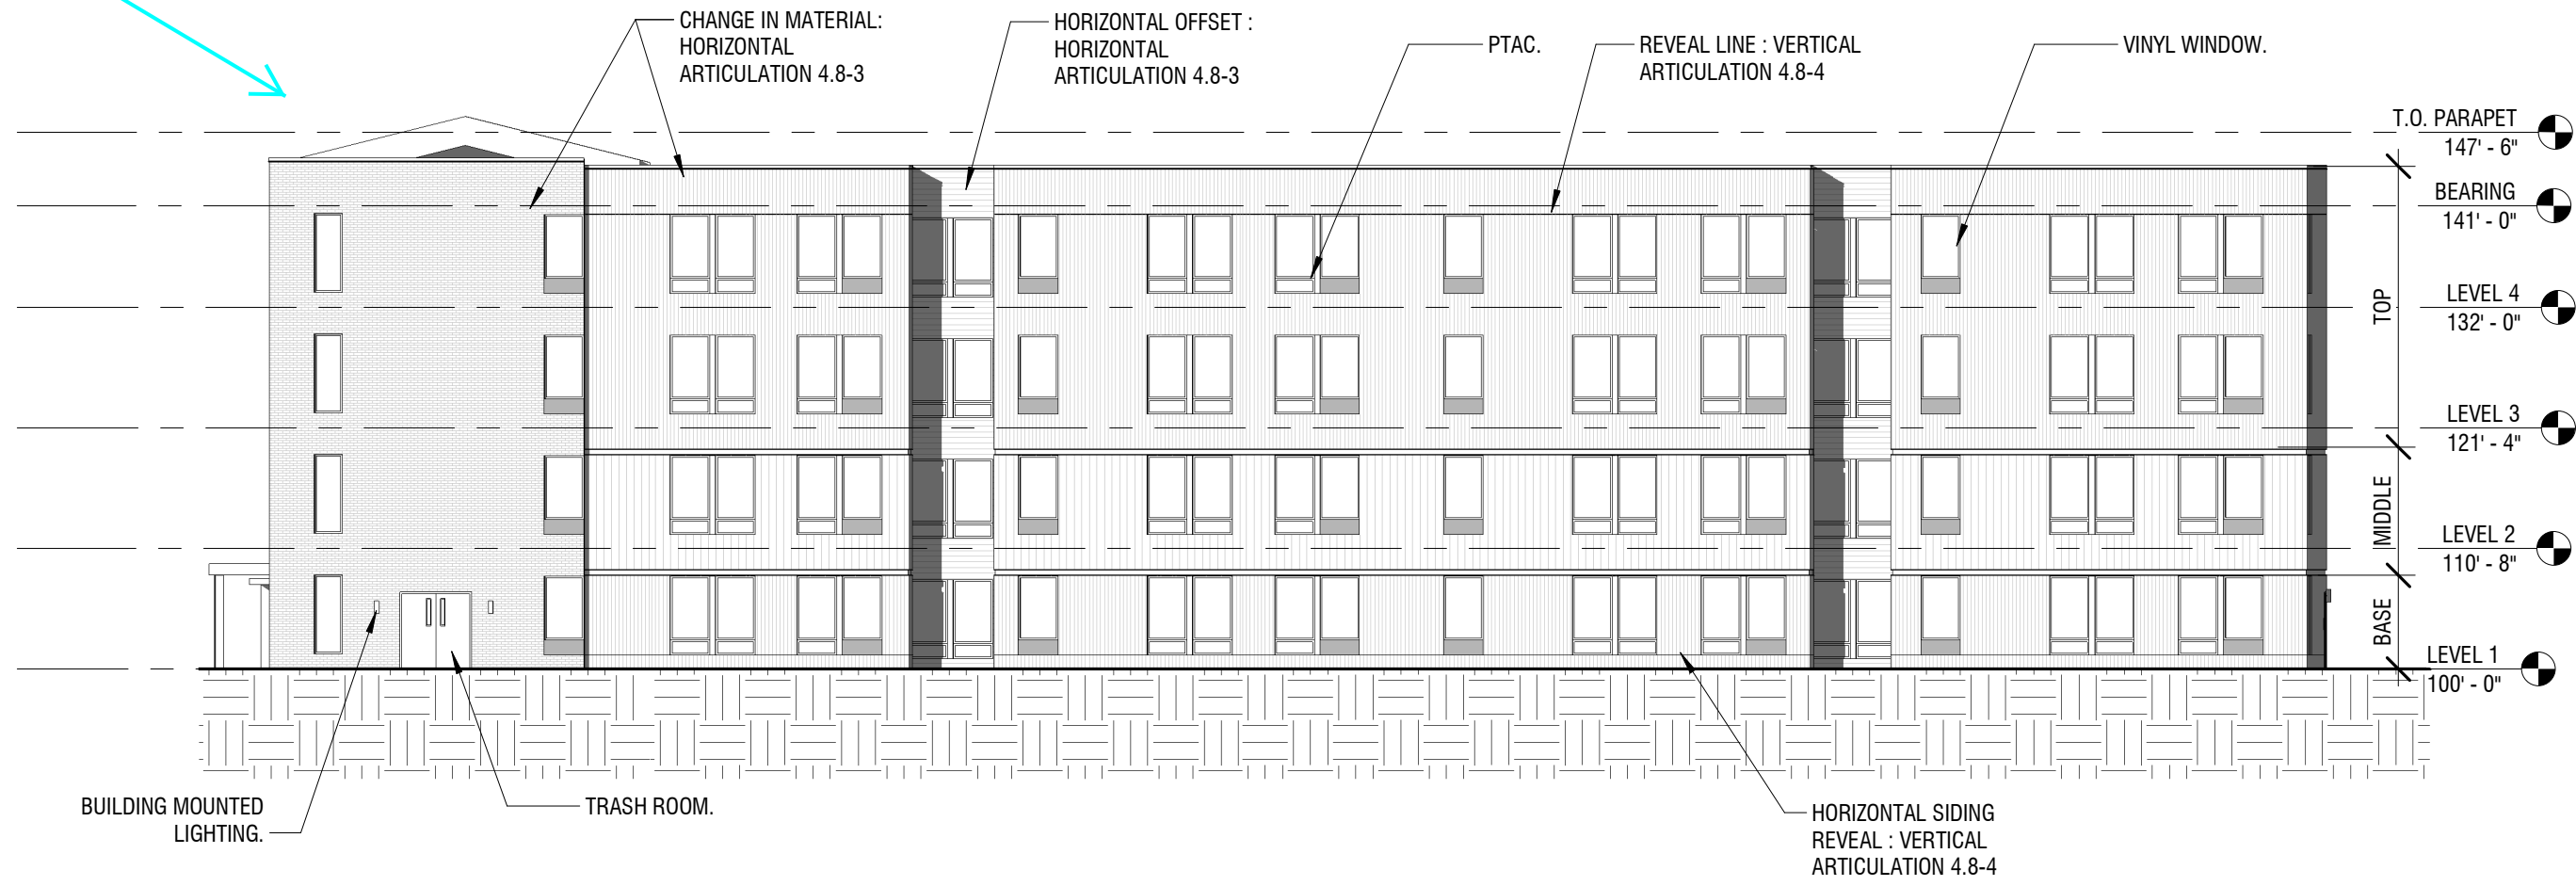 CHANGE IN MATERIAL:
HORIZONTAL
ARTICULATION 4.8-3
HORIZONTAL OFFSET :
HORIZONTAL
ARTICULATION 4.8-3
PTAC.
REVEAL LINE : VERTICAL
ARTICULATION 4.8-4
VINYL WINDOW.
T.O. PARAPET
147' - 6"
BEARING
141' - 0"
LEVEL 4
132' - 0"
LEVEL 3
121' - 4"
LEVEL 2
110' - 8"
LEVEL 1
100' - 0"
TOP
MIDDLE
BASE
BUILDING MOUNTED
LIGHTING.
TRASH ROOM.
HORIZONTAL SIDING
REVEAL : VERTICAL
ARTICULATION 4.8-4